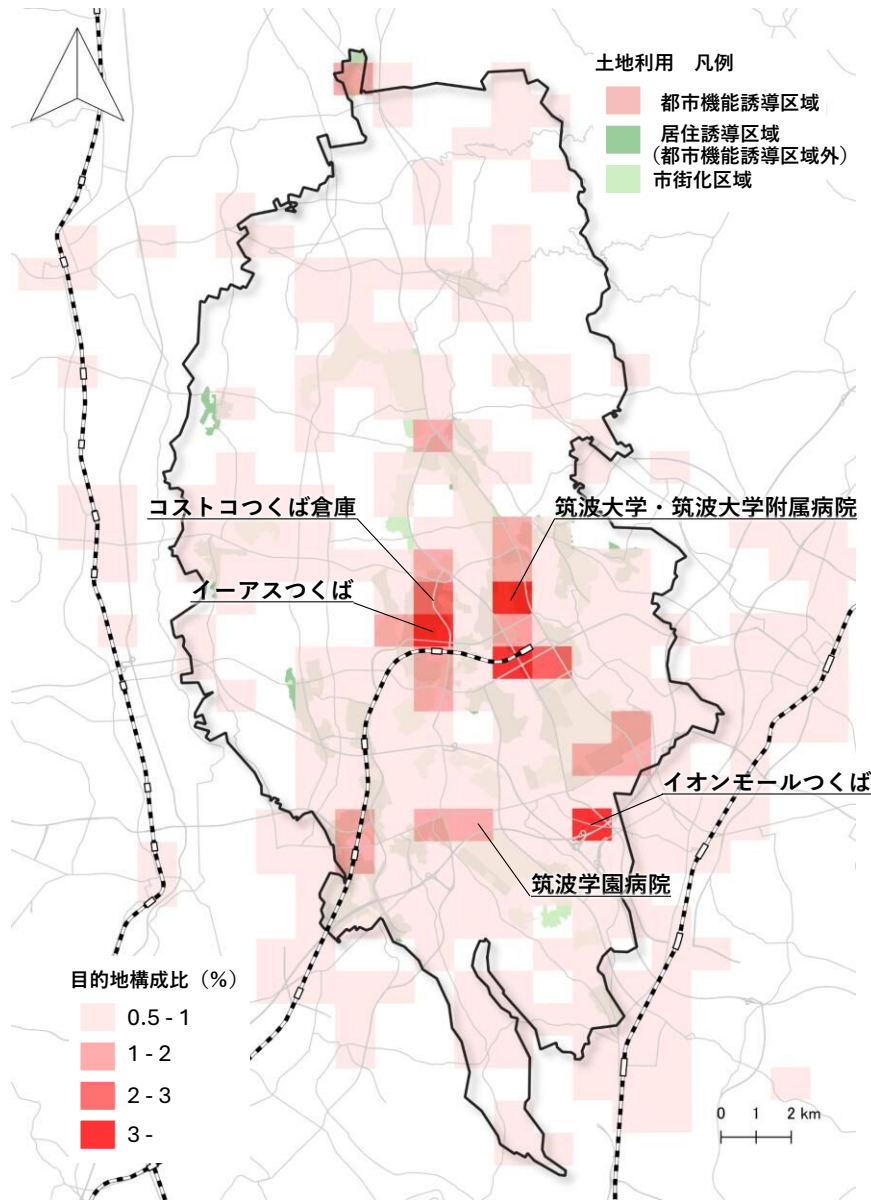 土地利用 凡例
都市機能誘導区域
居住誘導区域
(都市機能誘導区域外)
市街化区域
コストコつくば倉庫
筑波大学・筑波大学附属病院
イーアスつくば
イオンモールつくば
筑波学園病院
目的地構成比(%)
0.5 - 1
1 - 2
2 - 3
3 -
0 1 2 km